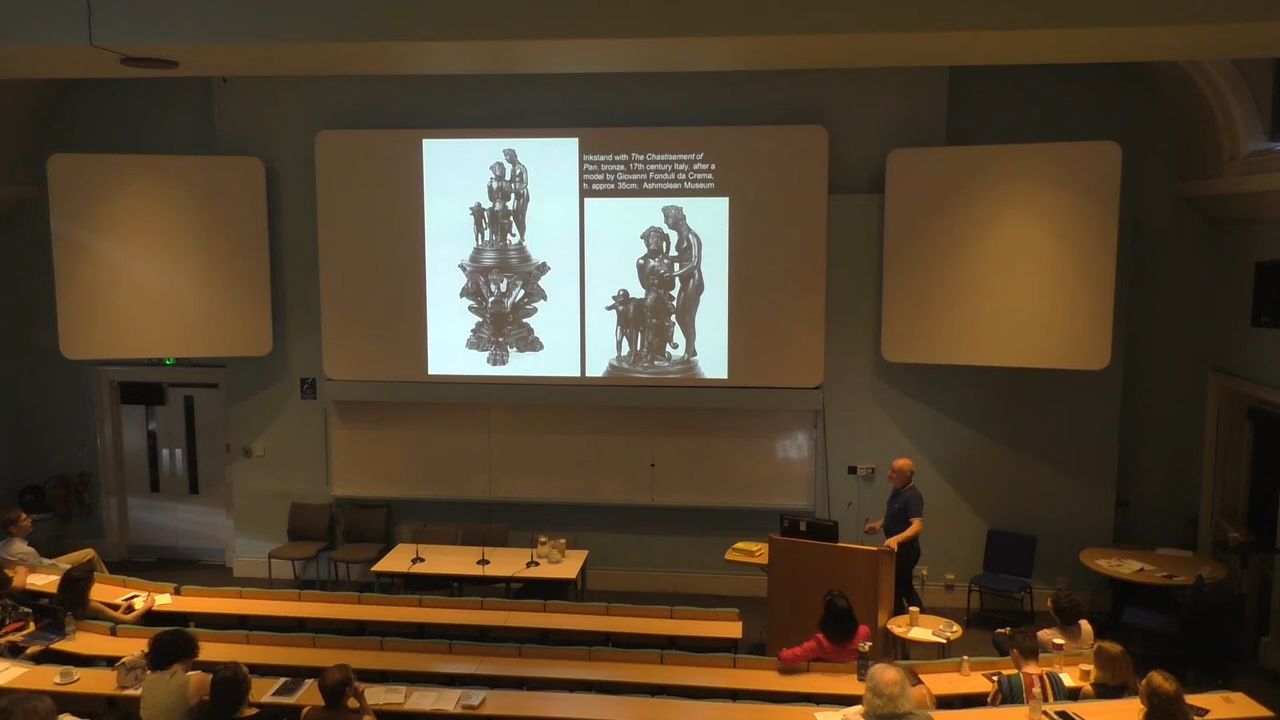 Inkstand with The Chastisement of
Pan, bronze, 17th century Italy, after a
model by Giovanni Fonduli da Crema,
h. approx 35cm; Ashmolean Museum